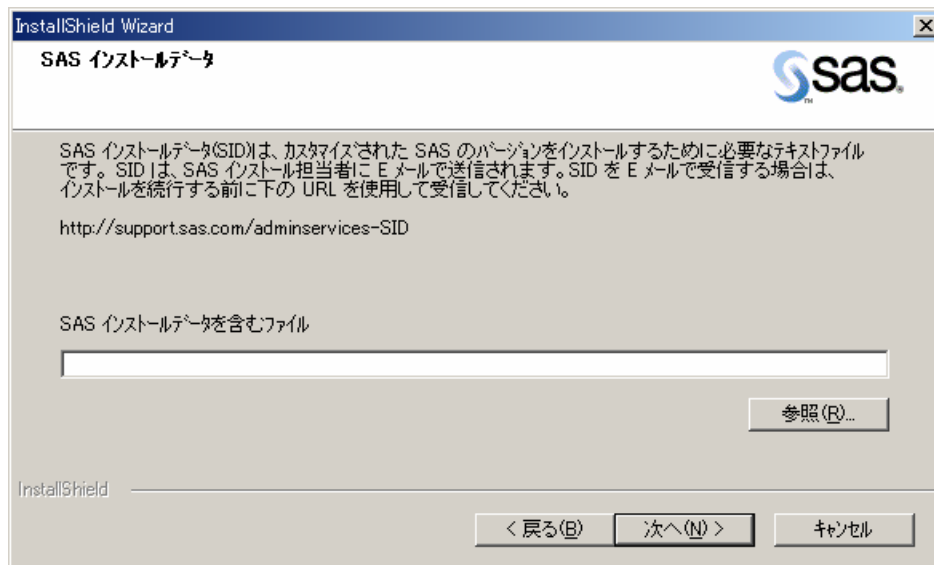 InstallShield Wizard
SAS インストールデータ
sas
SAS インストールデータ(SID)は、カスタマイズされた SAS のバージョンをインストールするために必要なテキストファイル
です。SID は、SAS インストール担当者に E メールで送信されます。SID を E メールで受信する場合は、
インストールを続行する前に下の URL を使用して受信してください。
http://support.sas.com/adminservices-SID
SAS インストールデータを含むファイル
参照(R)...
InstallShield
< 戻る(B)
次へ(N) >
キャンセル